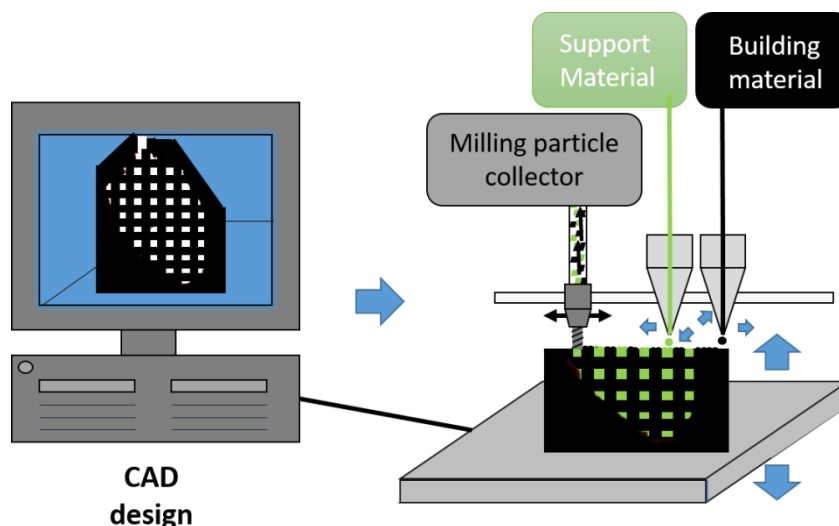 Support
Material
Building
material
Milling particle
collector
CAD
design